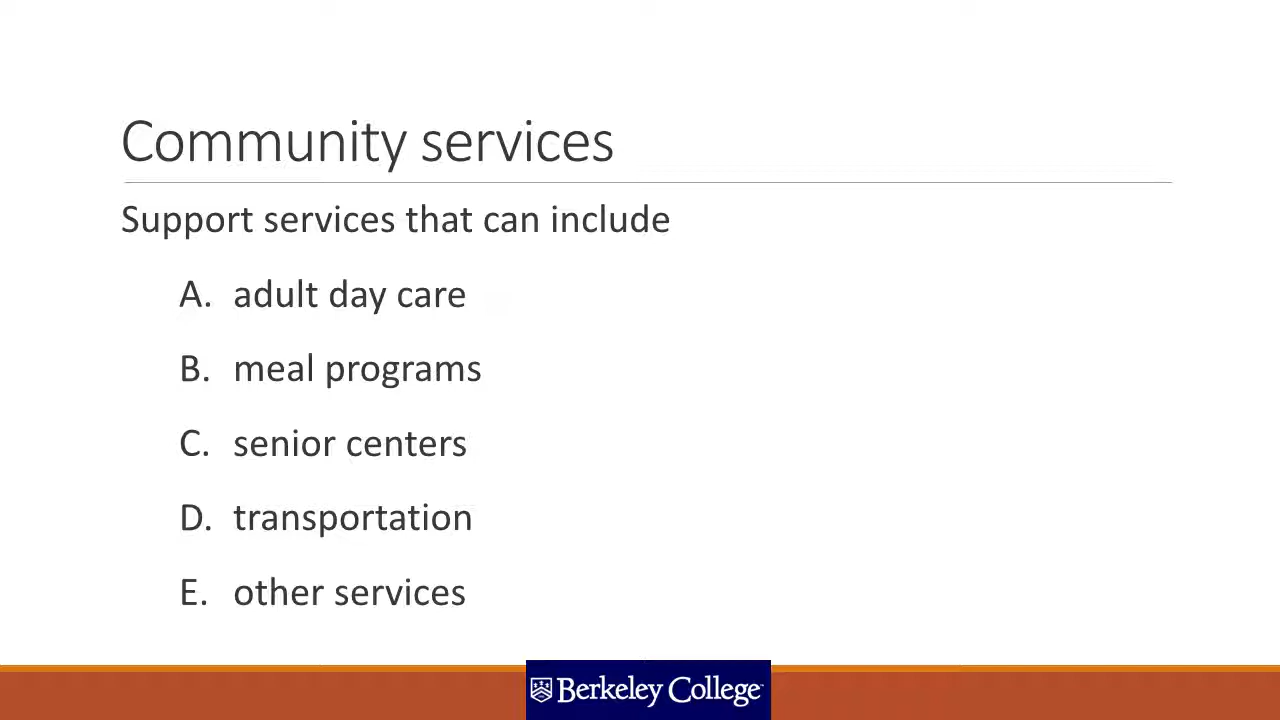 Community services
Support services that can include
A. adult day care
B. meal programs
C. senior centers
D. transportation
E. other services
Berkeley College